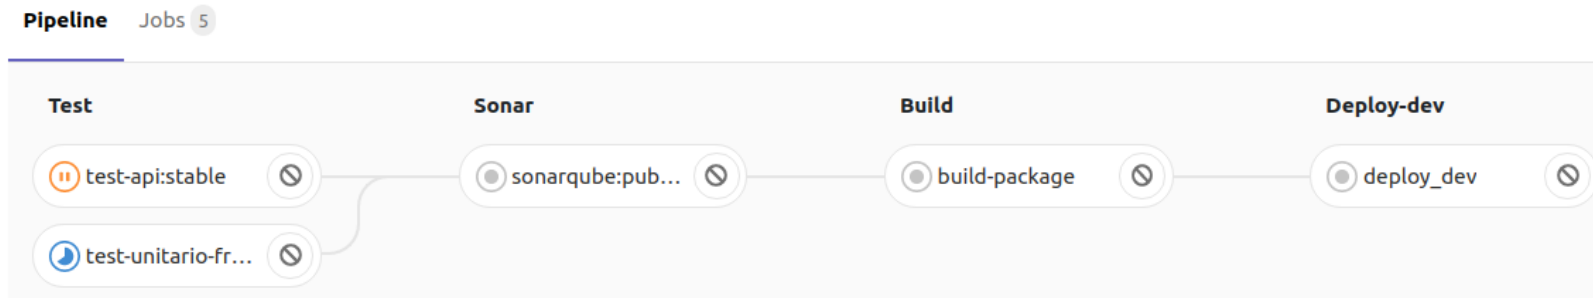 Pipeline Jobs 5
Test Sonar Build Deploy-dev
test-api:stable sonarqube:pub... build-package deploy_dev
test-unitario-fr...